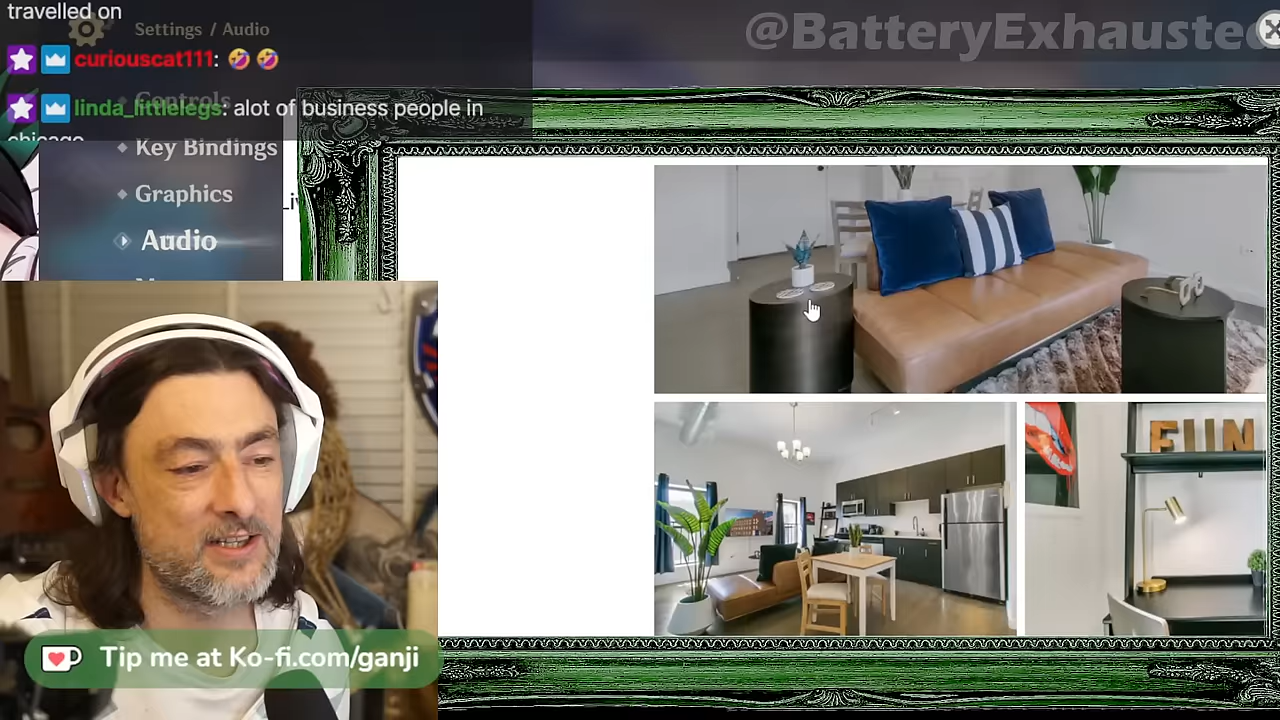 travelled on
Settings / Audio
@BatteryExhausted
curiouscat111: 🤣 🤣
Controls
linda_littlelegs: alot of business people in
chicago
Key Bindings
Graphics
Audio
FUN
Tip me at Ko-fi.com/ganji